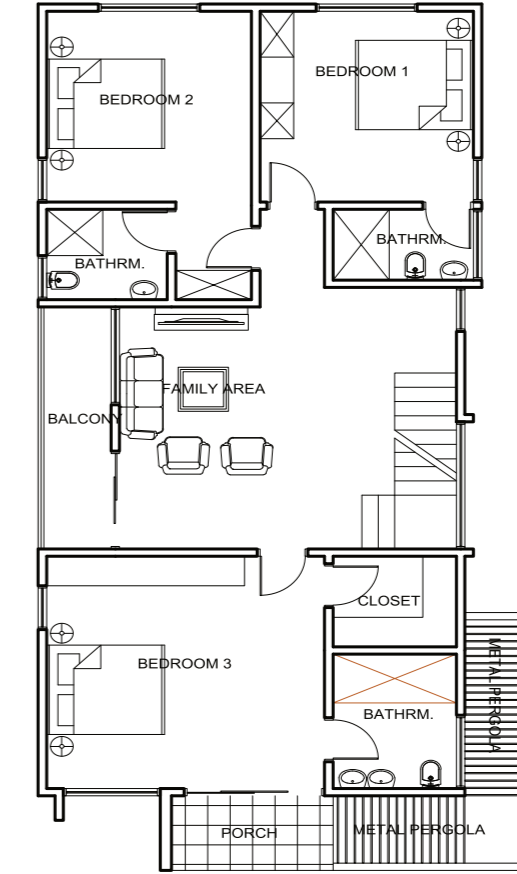 BEDROOM 1
BEDROOM 2
BATHRM.
BATHRM.
FAMILY AREA
BALCONY
CLOSET
BEDROOM 3
METAL PERGOLA
BATHRM.
PORCH
METAL PERGOLA